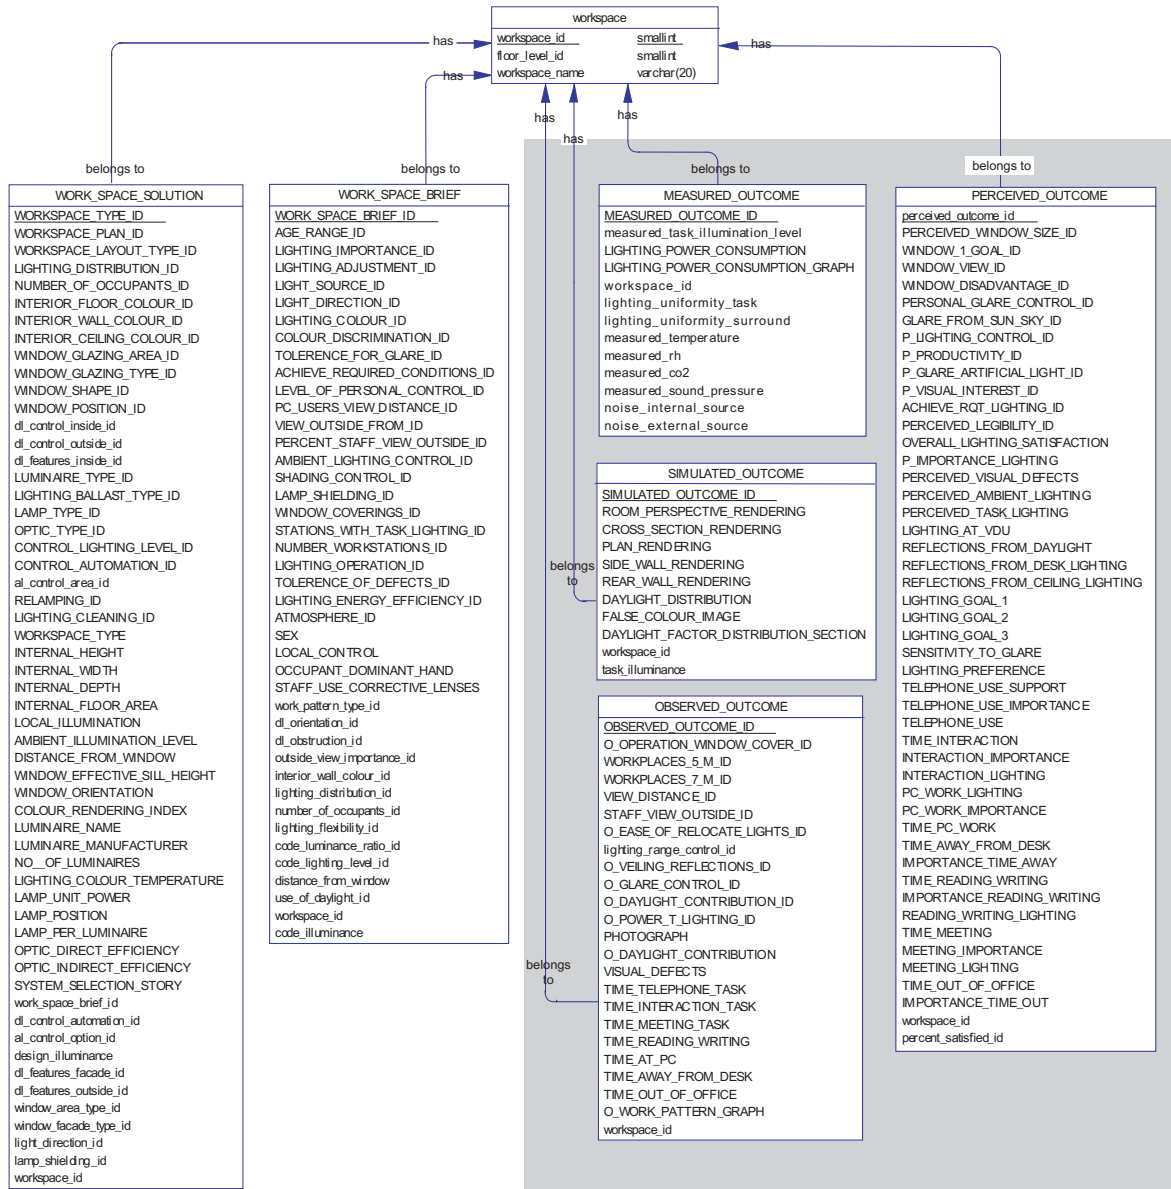 workspace
workspace_id smallint
floor_level_id smallint
workspace_name varchar(20)
has
has
has
has
has
has
belongs to
belongs to
belongs to
belongs to
WORK_SPACE_SOLUTION
WORKSPACE_TYPE_ID
WORKSPACE_PLAN_ID
WORKSPACE_LAYOUT_TYPE_ID
LIGHTING_DISTRIBUTION_ID
NUMBER_OF_OCCUPANTS_ID
INTERIOR_FLOOR_COLOUR_ID
INTERIOR_WALL_COLOUR_ID
INTERIOR_CEILING_COLOUR_ID
WINDOW_GLAZING_AREA_ID
WINDOW_GLAZING_TYPE_ID
WINDOW_SHAPE_ID
WINDOW_POSITION_ID
dl_control_inside_id
dl_control_outside_id
dl_features_inside_id
LUMINAIRE_TYPE_ID
LIGHTING_BALLAST_TYPE_ID
LAMP_TYPE_ID
OPTIC_TYPE_ID
CONTROL_LIGHTING_LEVEL_ID
CONTROL_AUTOMATION_ID
al_control_area_id
RELAMPING_ID
LIGHTING_CLEANING_ID
WORKSPACE_TYPE
INTERNAL_HEIGHT
INTERNAL_WIDTH
INTERNAL_DEPTH
INTERNAL_FLOOR_AREA
LOCAL_ILLUMINATION
AMBIENT_ILLUMINATION_LEVEL
DISTANCE_FROM_WINDOW
WINDOW_EFFECTIVE_SILL_HEIGHT
WINDOW_ORIENTATION
COLOUR_RENDERING_INDEX
LUMINAIRE_NAME
LUMINAIRE_MANUFACTURER
NO__OF_LUMINAIRES
LIGHTING_COLOUR_TEMPERATURE
LAMP_UNIT_POWER
LAMP_POSITION
LAMP_PER_LUMINAIRE
OPTIC_DIRECT_EFFICIENCY
OPTIC_INDIRECT_EFFICIENCY
SYSTEM_SELECTION_STORY
work_space_brief_id
dl_control_automation_id
al_control_option_id
design_illuminance
dl_features_facade_id
dl_features_outside_id
window_area_type_id
window_facade_type_id
light_direction_id
lamp_shielding_id
workspace_id
WORK_SPACE_BRIEF
WORK_SPACE_BRIEF_ID
AGE_RANGE_ID
LIGHTING_IMPORTANCE_ID
LIGHTING_ADJUSTMENT_ID
LIGHT_SOURCE_ID
LIGHT_DIRECTION_ID
LIGHTING_COLOUR_ID
COLOUR_DISCRIMINATION_ID
TOLERENCE_FOR_GLARE_ID
ACHIEVE_REQUIRED_CONDITIONS_ID
LEVEL_OF_PERSONAL_CONTROL_ID
PC_USERS_VIEW_DISTANCE_ID
VIEW_OUTSIDE_FROM_ID
PERCENT_STAFF_VIEW_OUTSIDE_ID
AMBIENT_LIGHTING_CONTROL_ID
SHADING_CONTROL_ID
LAMP_SHIELDING_ID
WINDOW_COVERINGS_ID
STATIONS_WITH_TASK_LIGHTING_ID
NUMBER_WORKSTATIONS_ID
LIGHTING_OPERATION_ID
TOLERENCE_OF_DEFECTS_ID
LIGHTING_ENERGY_EFFICIENCY_ID
ATMOSPHERE_ID
SEX
LOCAL_CONTROL
OCCUPANT_DOMINANT_HAND
STAFF_USE_CORRECTIVE_LENSES
work_pattern_type_id
dl_orientation_id
dl_obstruction_id
outside_view_importance_id
interior_wall_colour_id
lighting_distribution_id
number_of_occupants_id
lighting_flexibility_id
code_luminance_ratio_id
code_lighting_level_id
distance_from_window
use_of_daylight_id
workspace_id
code_illuminance
MEASURED_OUTCOME
MEASURED_OUTCOME_ID
measured_task_illumination_level
LIGHTING_POWER_CONSUMPTION
LIGHTING_POWER_CONSUMPTION_GRAPH
workspace_id
lighting_uniformity_task
lighting_uniformity_surround
measured_temperature
measured_rh
measured_co2
measured_sound_pressure
noise_internal_source
noise_external_source
belongs
to
SIMULATED_OUTCOME
SIMULATED_OUTCOME_ID
ROOM_PERSPECTIVE_RENDERING
CROSS_SECTION_RENDERING
PLAN_RENDERING
SIDE_WALL_RENDERING
REAR_WALL_RENDERING
DAYLIGHT_DISTRIBUTION
FALSE_COLOUR_IMAGE
DAYLIGHT_FACTOR_DISTRIBUTION_SECTION
workspace_id
task_illuminance
belongs
to
OBSERVED_OUTCOME
OBSERVED_OUTCOME_ID
O_OPERATION_WINDOW_COVER_ID
WORKPLACES_5_M_ID
WORKPLACES_7_M_ID
VIEW_DISTANCE_ID
STAFF_VIEW_OUTSIDE_ID
O_EASE_OF_RELOCATE_LIGHTS_ID
lighting_range_control_id
O_VEILING_REFLECTIONS_ID
O_GLARE_CONTROL_ID
O_DAYLIGHT_CONTRIBUTION_ID
O_POWER_T_LIGHTING_ID
PHOTOGRAPH
O_DAYLIGHT_CONTRIBUTION
VISUAL_DEFECTS
TIME_TELEPHONE_TASK
TIME_INTERACTION_TASK
TIME_MEETING_TASK
TIME_READING_WRITING
TIME_AT_PC
TIME_AWAY_FROM_DESK
TIME_OUT_OF_OFFICE
O_WORK_PATTERN_GRAPH
workspace_id
PERCEIVED_OUTCOME
perceived_outcome_id
PERCEIVED_WINDOW_SIZE_ID
WINDOW_1_GOAL_ID
WINDOW_VIEW_ID
WINDOW_DISADVANTAGE_ID
PERSONAL_GLARE_CONTROL_ID
GLARE_FROM_SUN_SKY_ID
P_LIGHTING_CONTROL_ID
P_PRODUCTIVITY_ID
P_GLARE_ARTIFICIAL_LIGHT_ID
P_VISUAL_INTEREST_ID
ACHIEVE_RQT_LIGHTING_ID
PERCEIVED_LEGIBILITY_ID
OVERALL_LIGHTING_SATISFACTION
P_IMPORTANCE_LIGHTING
PERCEIVED_VISUAL_DEFECTS
PERCEIVED_AMBIENT_LIGHTING
PERCEIVED_TASK_LIGHTING
LIGHTING_AT_VDU
REFLECTIONS_FROM_DAYLIGHT
REFLECTIONS_FROM_DESK_LIGHTING
REFLECTIONS_FROM_CEILING_LIGHTING
LIGHTING_GOAL_1
LIGHTING_GOAL_2
LIGHTING_GOAL_3
SENSITIVITY_TO_GLARE
LIGHTING_PREFERENCE
TELEPHONE_USE_SUPPORT
TELEPHONE_USE_IMPORTANCE
TELEPHONE_USE
TIME_INTERACTION
INTERACTION_IMPORTANCE
INTERACTION_LIGHTING
PC_WORK_LIGHTING
PC_WORK_IMPORTANCE
TIME_PC_WORK
TIME_AWAY_FROM_DESK
IMPORTANCE_TIME_AWAY
TIME_READING_WRITING
IMPORTANCE_READING_WRITING
READING_WRITING_LIGHTING
TIME_MEETING
MEETING_IMPORTANCE
MEETING_LIGHTING
TIME_OUT_OF_OFFICE
IMPORTANCE_TIME_OUT
workspace_id
percent_satisfied_id